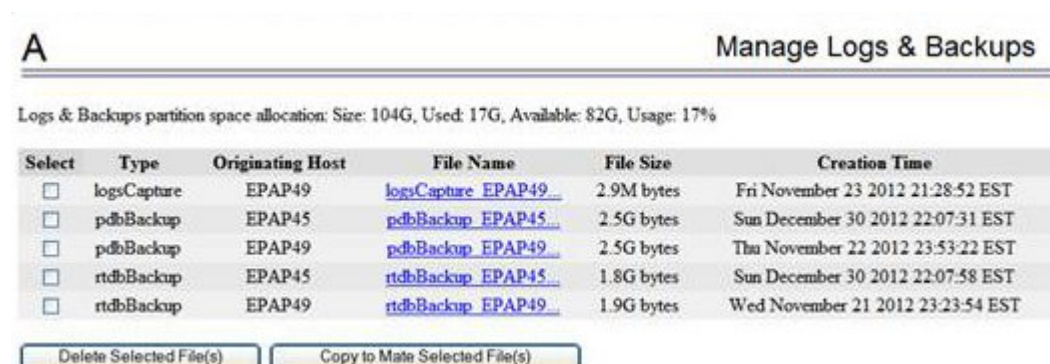 A Manage Logs & Backups
Logs & Backups partition space allocation: Size: 104G, Used: 17G, Available: 82G, Usage: 17%
Select Type Originating Host File Name File Size Creation Time
logsCapture EPAP49 logsCapture_EPAP49... 2.9M bytes Fri November 23 2012 21:28:52 EST
pdbBackup EPAP45 pdbBackup_EPAP45... 2.5G bytes Sun December 30 2012 22:07:31 EST
pdbBackup EPAP49 pdbBackup_EPAP49... 2.5G bytes Thu November 22 2012 23:53:22 EST
rtdbBackup EPAP45 rtdbBackup_EPAP45... 1.8G bytes Sun December 30 2012 22:07:58 EST
rtdbBackup EPAP49 rtdbBackup_EPAP49... 1.9G bytes Wed November 21 2012 23:23:54 EST
Delete Selected File(s) Copy to Mate Selected File(s)